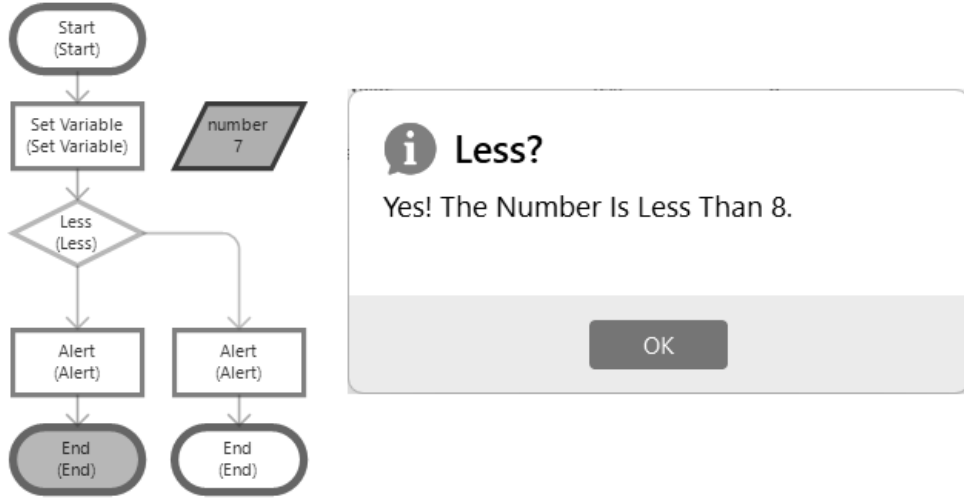 Start
(Start)
Set Variable
(Set Variable)
number
7
Less
(Less)
Alert
(Alert)
Alert
(Alert)
End
(End)
End
(End)
Less?
Yes! The Number Is Less Than 8.
OK